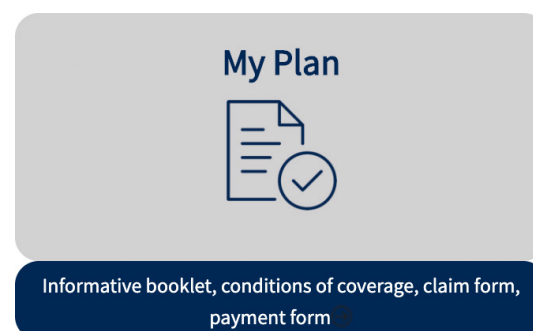 My Plan
Informative booklet, conditions of coverage, claim form,
payment form